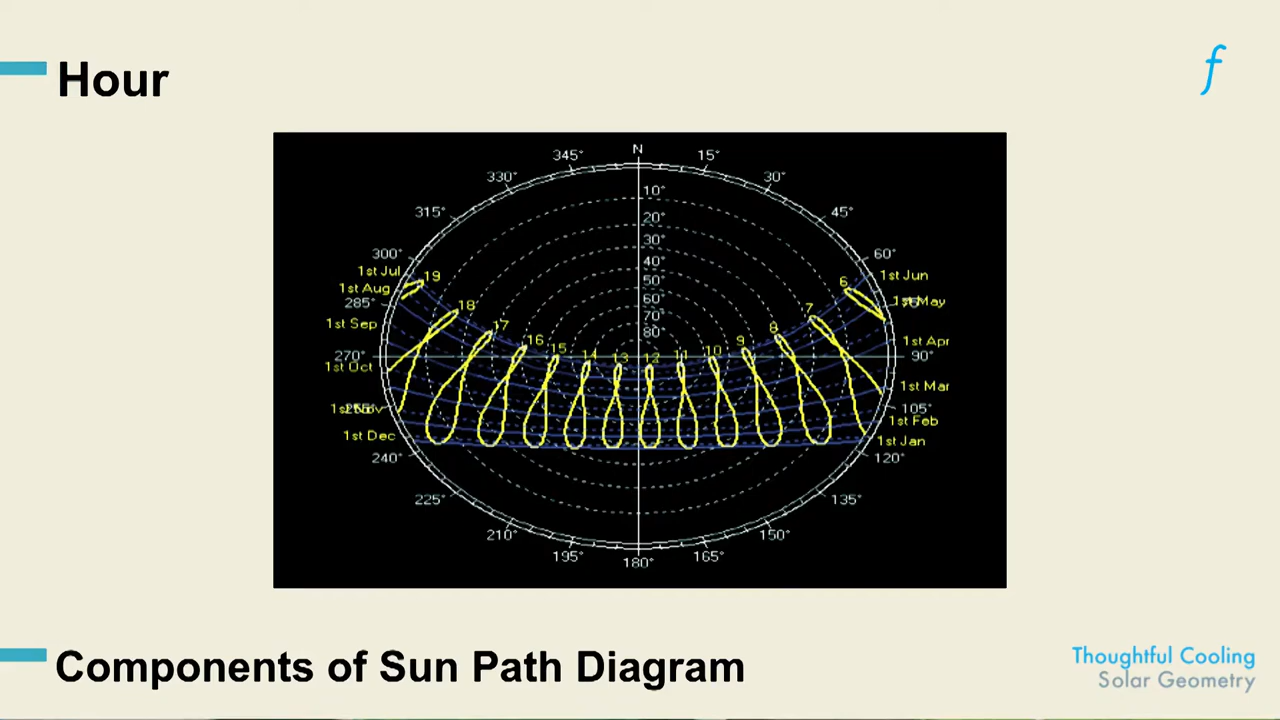 Hour
f
N
345° 15°
330° 30°
315° 45°
300° 60°
10°
20°
30°
40°
50°
60°
70°
80°
1st Jul 19 6 1st Jun
1st Aug
285° 18 7 1st May
1st Sep 17 8
16 15 14 13 12 11 10 9 1st Apr
270° 90°
1st Oct
1st Mar
1st Nov 105°
1st Feb
1st Dec 1st Jan
240° 120°
225° 135°
210° 150°
195° 165°
180°
Components of Sun Path Diagram
Thoughtful Cooling
Solar Geometry